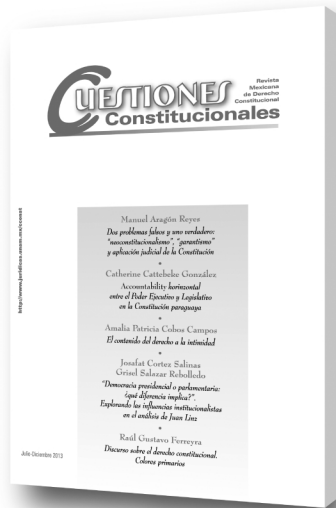 CUESTIONES
Constitucionales
Revista
Mexicana
de Derecho
Constitucional
http://www.juridicas.unam.mx/cconst
Manuel Aragón Reyes
Dos problemas falsos y uno verdadero:
"neoconstitucionalismo", "garantismo"
y aplicación judicial de la Constitución
*
Catherine Cattebeke González
Accountability horizontal
entre el Poder Ejecutivo y Legislativo
en la Constitución paraguaya
*
Amalia Patricia Cobos Campos
El contenido del derecho a la intimidad
*
Josafat Cortez Salinas
Grisel Salazar Rebolledo
"Democracia presidencial o parlamentaria:
¿qué diferencia implica?".
Explorando las influencias institucionalistas
en el análisis de Juan Linz
*
Raúl Gustavo Ferreyra
Discurso sobre el derecho constitucional.
Colores primarios
Julio-Diciembre 2013